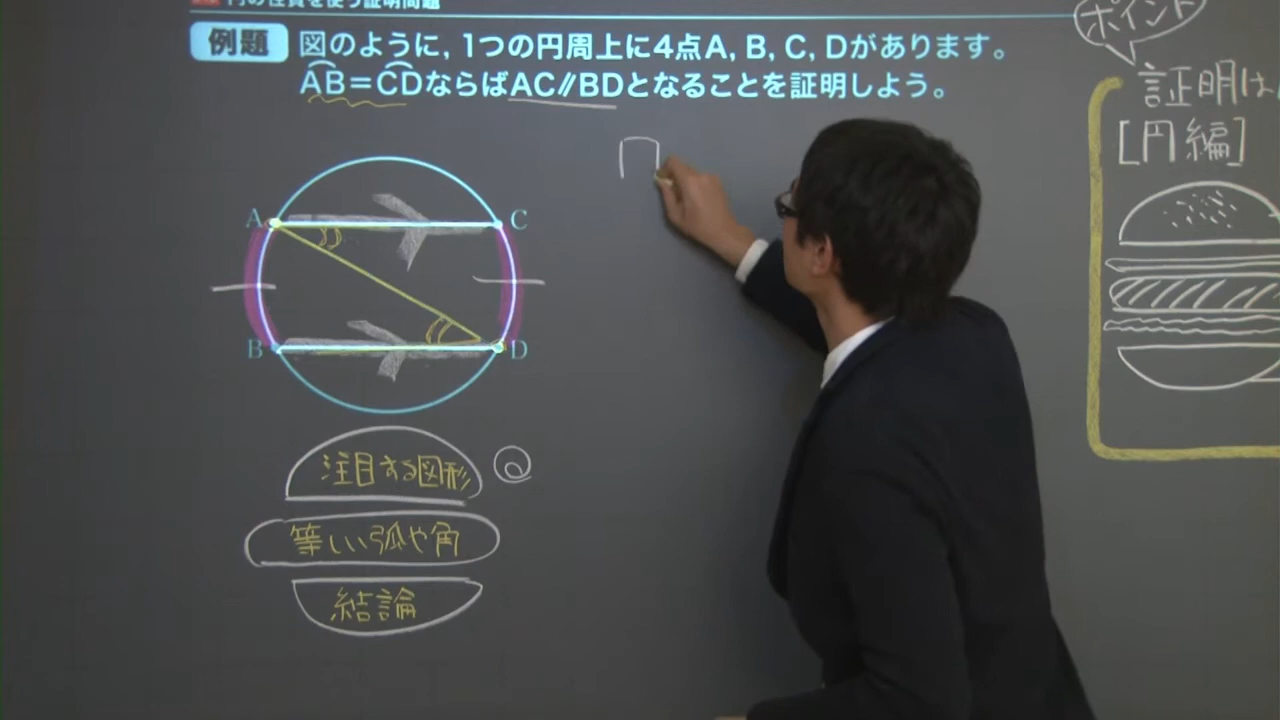 円の性質を使う証明問題
例題 図のように, 1つの円周上に4点A, B, C, Dがあります。
AB=CDならばAC∥BDとなることを証明しよう。
ポイント
証明は
[円編]
A
C
B
D
注目する図形
等しい弧や角
結論